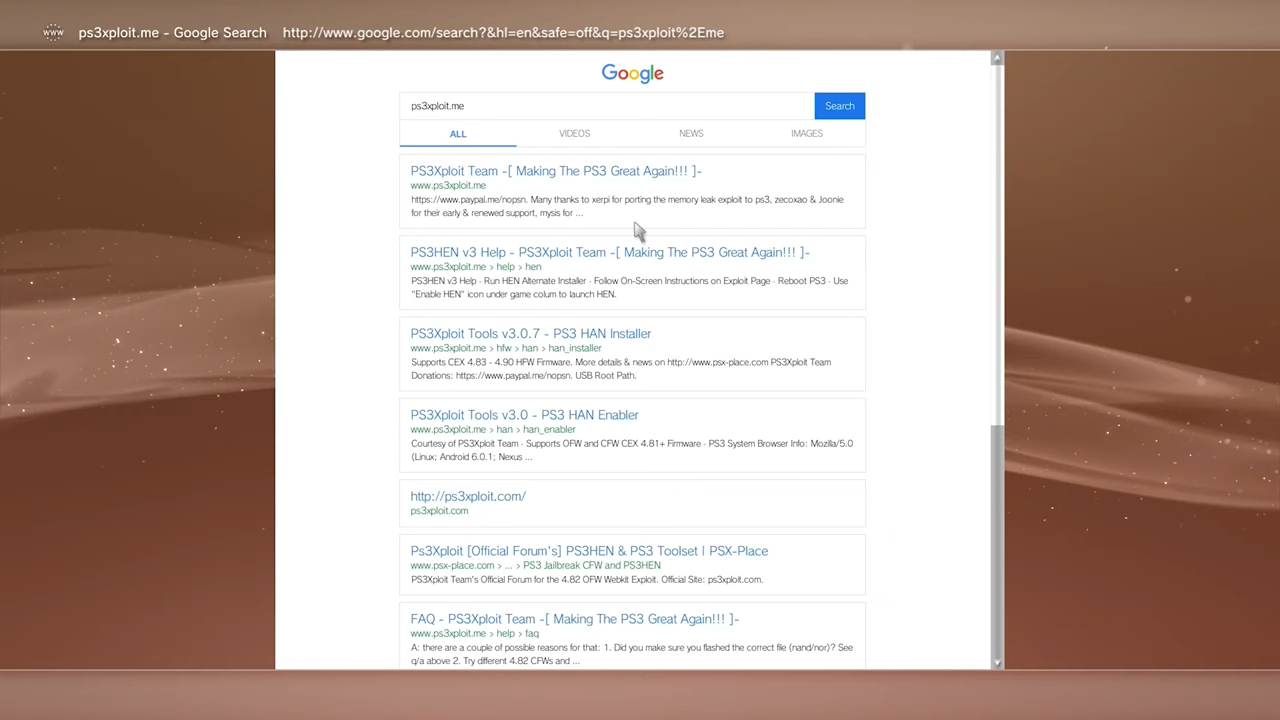 www ps3xploit.me - Google Search http://www.google.com/search?&hl=en&safe=off&q=ps3xploit%2Eme
Google
ps3xploit.me Search
ALL VIDEOS NEWS IMAGES
PS3Xploit Team -[ Making The PS3 Great Again!!! ]-
www.ps3xploit.me
https://www.paypal.me/nopsn. Many thanks to xerpi for porting the memory leak exploit to ps3, zecoxao & Joonie
for their early & renewed support, mysis for ...
PS3HEN v3 Help - PS3Xploit Team -[ Making The PS3 Great Again!!! ]-
www.ps3xploit.me › help › hen
PS3HEN v3 Help · Run HEN Alternate Installer · Follow On-Screen Instructions on Exploit Page · Reboot PS3 · Use
"Enable HEN" icon under game colum to launch HEN.
PS3Xploit Tools v3.0.7 - PS3 HAN Installer
www.ps3xploit.me › hfw › han › han_installer
Supports CEX 4.83 - 4.90 HFW Firmware. More details & news on http://www.psx-place.com PS3Xploit Team
Donations: https://www.paypal.me/nopsn. USB Root Path.
PS3Xploit Tools v3.0 - PS3 HAN Enabler
www.ps3xploit.me › han › han_enabler
Courtesy of PS3Xploit Team · Supports OFW and CFW CEX 4.81+ Firmware · PS3 System Browser Info: Mozilla/5.0
(Linux; Android 6.0.1; Nexus ...
http://ps3xploit.com/
ps3xploit.com
Ps3Xploit [Official Forum's] PS3HEN & PS3 Toolset | PSX-Place
www.psx-place.com › ... › PS3 Jailbreak CFW and PS3HEN
PS3Xploit Team's Official Forum for the 4.82 OFW Webkit Exploit. Official Site: ps3xploit.com.
FAQ - PS3Xploit Team -[ Making The PS3 Great Again!!! ]-
www.ps3xploit.me › help › faq
A: there are a couple of possible reasons for that: 1. Did you make sure you flashed the correct file (nand/nor)? See
q/a above 2. Try different 4.82 CFWs and ...